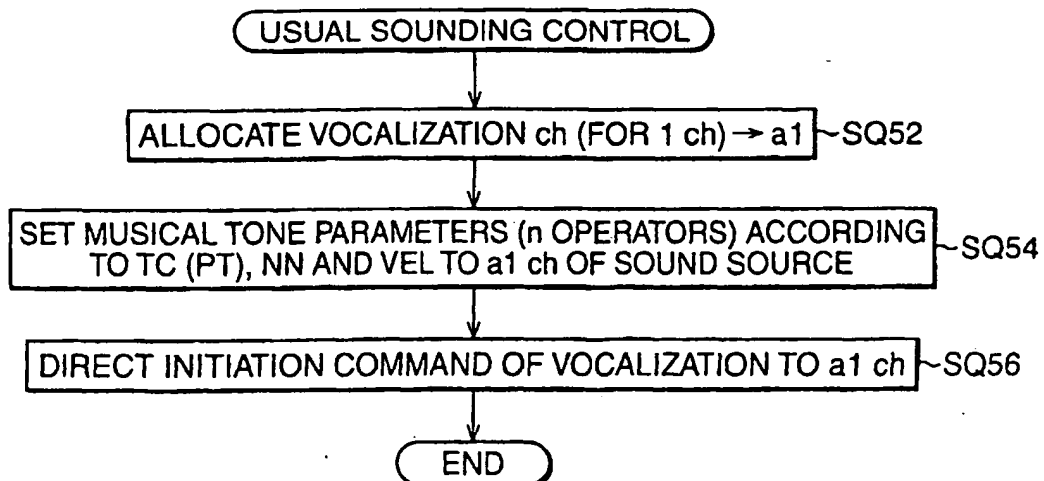 USUAL SOUNDING CONTROL
ALLOCATE VOCALIZATION ch (FOR 1 ch) → a1 ~SQ52
SET MUSICAL TONE PARAMETERS (n OPERATORS) ACCORDING
TO TC (PT), NN AND VEL TO a1 ch OF SOUND SOURCE ~SQ54
DIRECT INITIATION COMMAND OF VOCALIZATION TO a1 ch ~SQ56
END